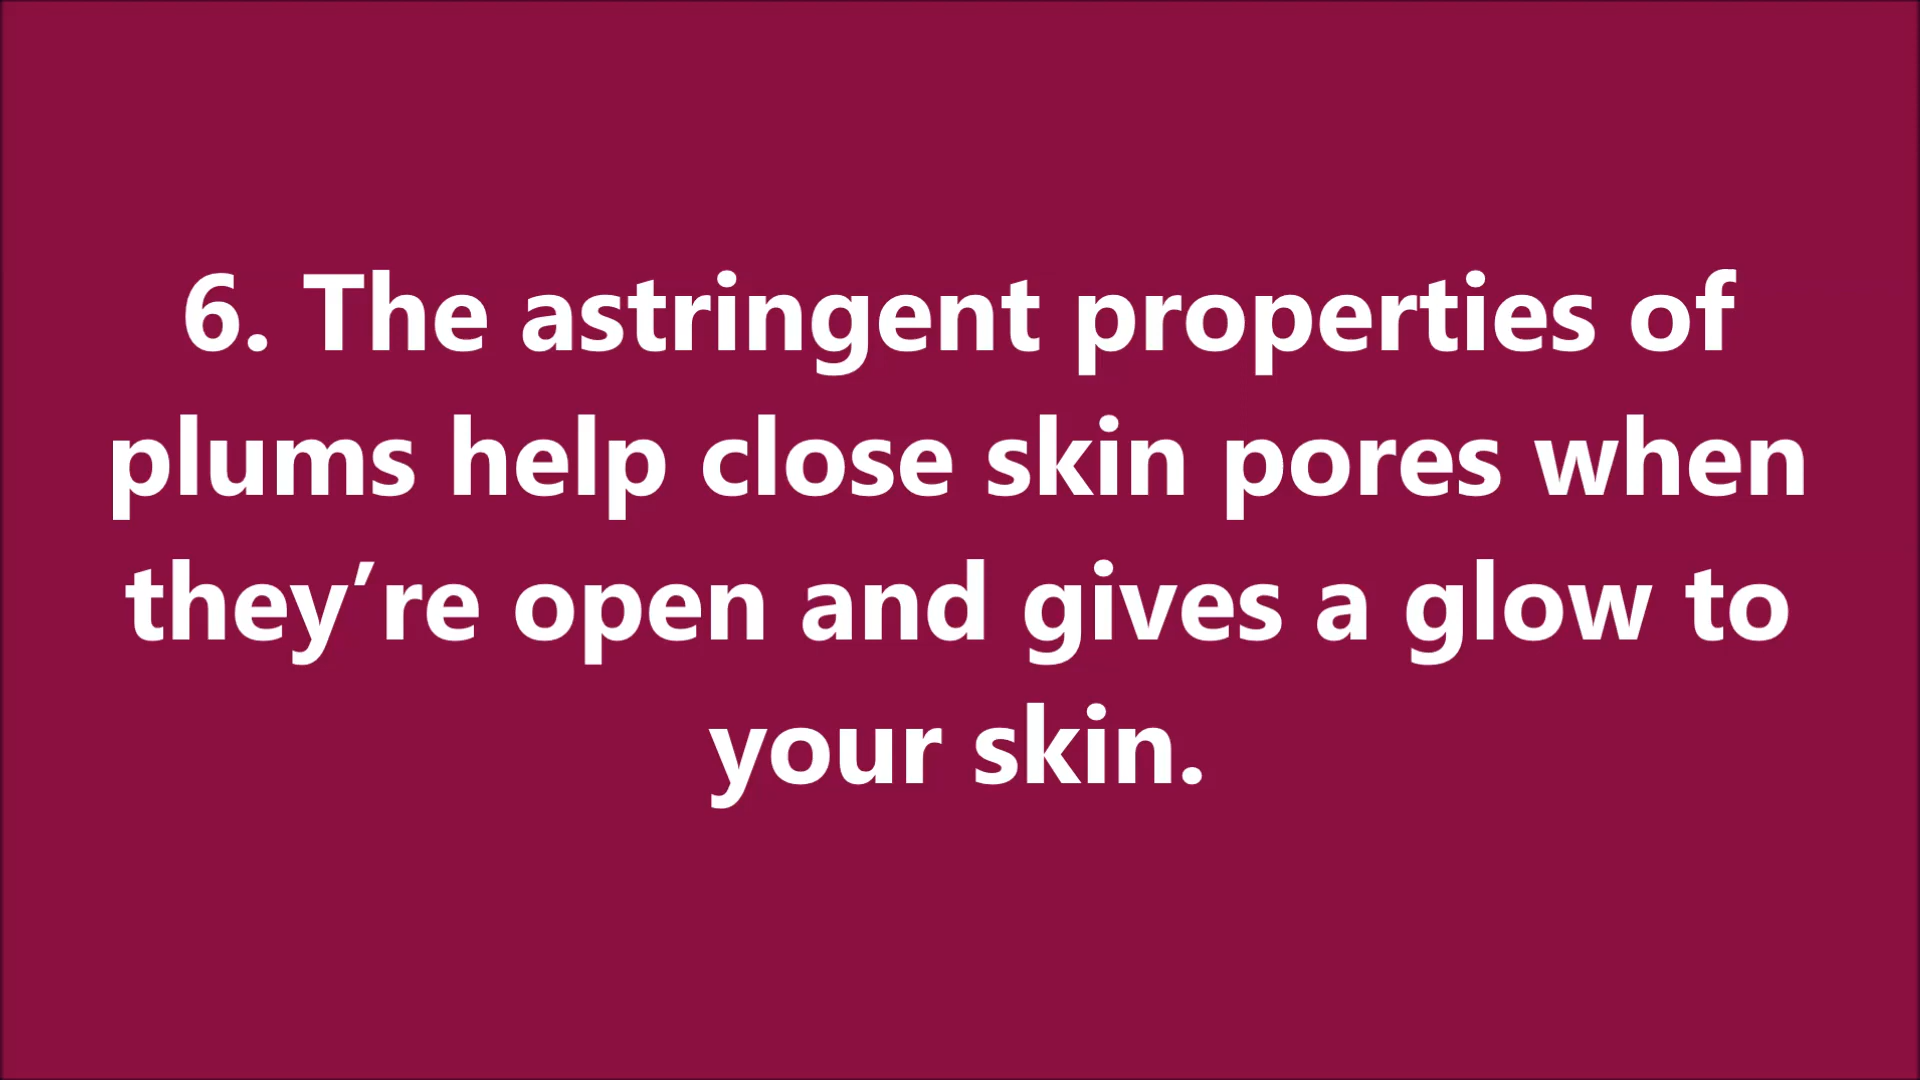 6. The astringent properties of
plums help close skin pores when
they’re open and gives a glow to
your skin.